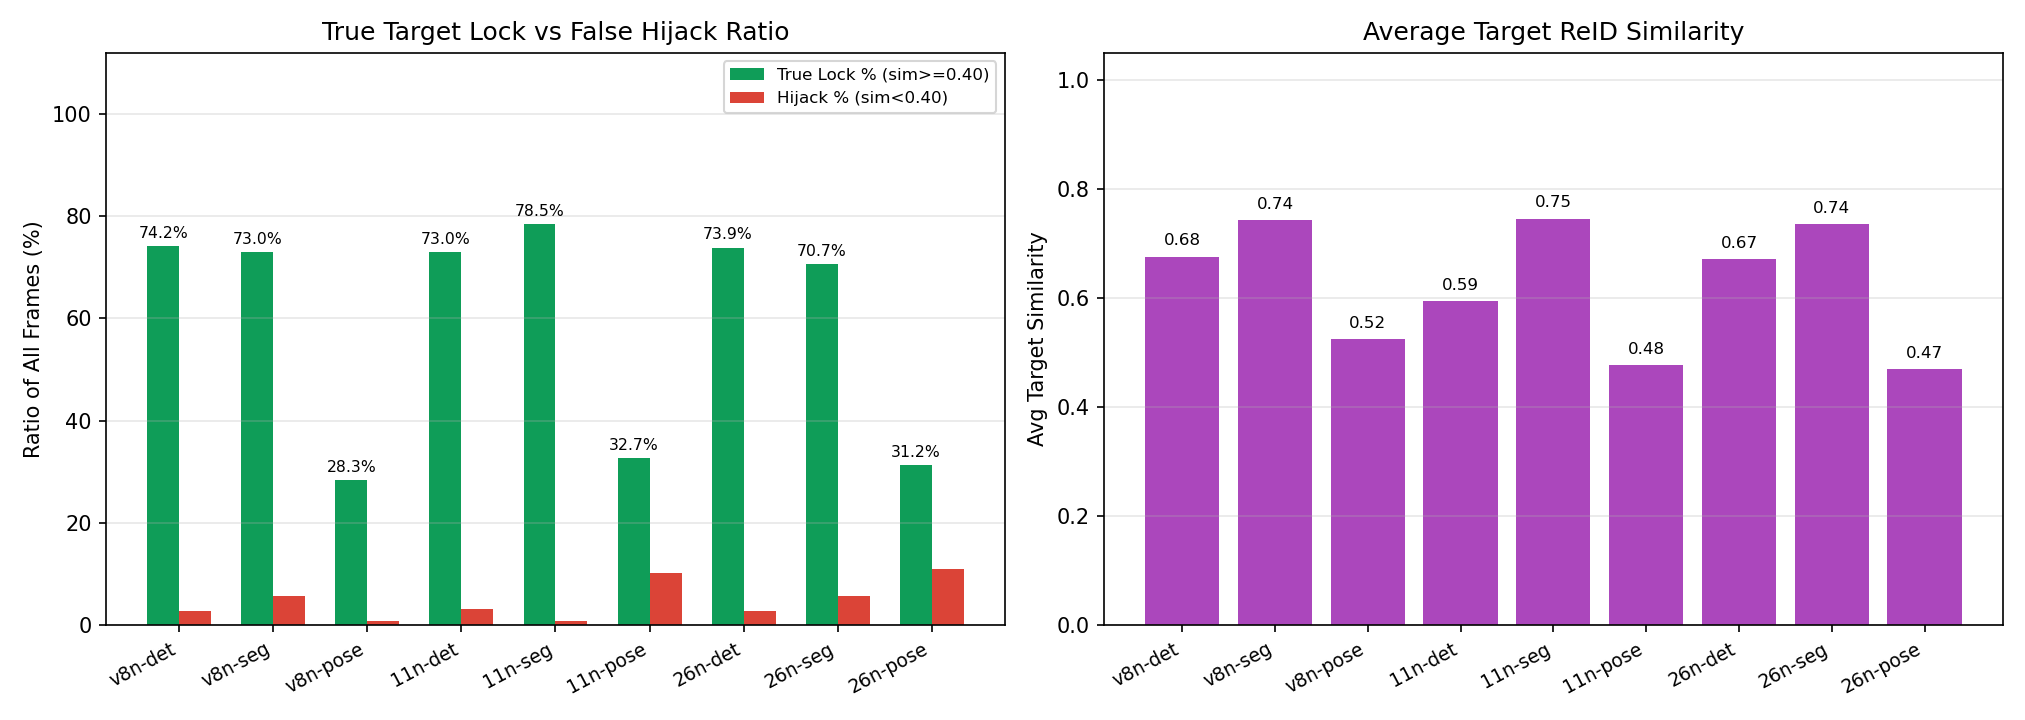 True Target Lock vs False Hijack Ratio
True Lock % (sim>=0.40)
Hijack % (sim<0.40)
Ratio of All Frames (%)
100
80
60
40
20
0
74.2%
73.0%
28.3%
73.0%
78.5%
32.7%
73.9%
70.7%
31.2%
v8n-det
v8n-seg
v8n-pose
11n-det
11n-seg
11n-pose
26n-det
26n-seg
26n-pose
Average Target ReID Similarity
Avg Target Similarity
1.0
0.8
0.6
0.4
0.2
0.0
0.68
0.74
0.52
0.59
0.75
0.48
0.67
0.74
0.47
v8n-det
v8n-seg
v8n-pose
11n-det
11n-seg
11n-pose
26n-det
26n-seg
26n-pose